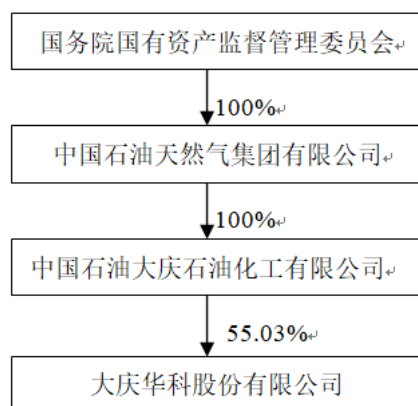 国务院国有资产监督管理委员会
100%
中国石油天然气集团有限公司
100%
中国石油大庆石油化工有限公司
55.03%
大庆华科股份有限公司